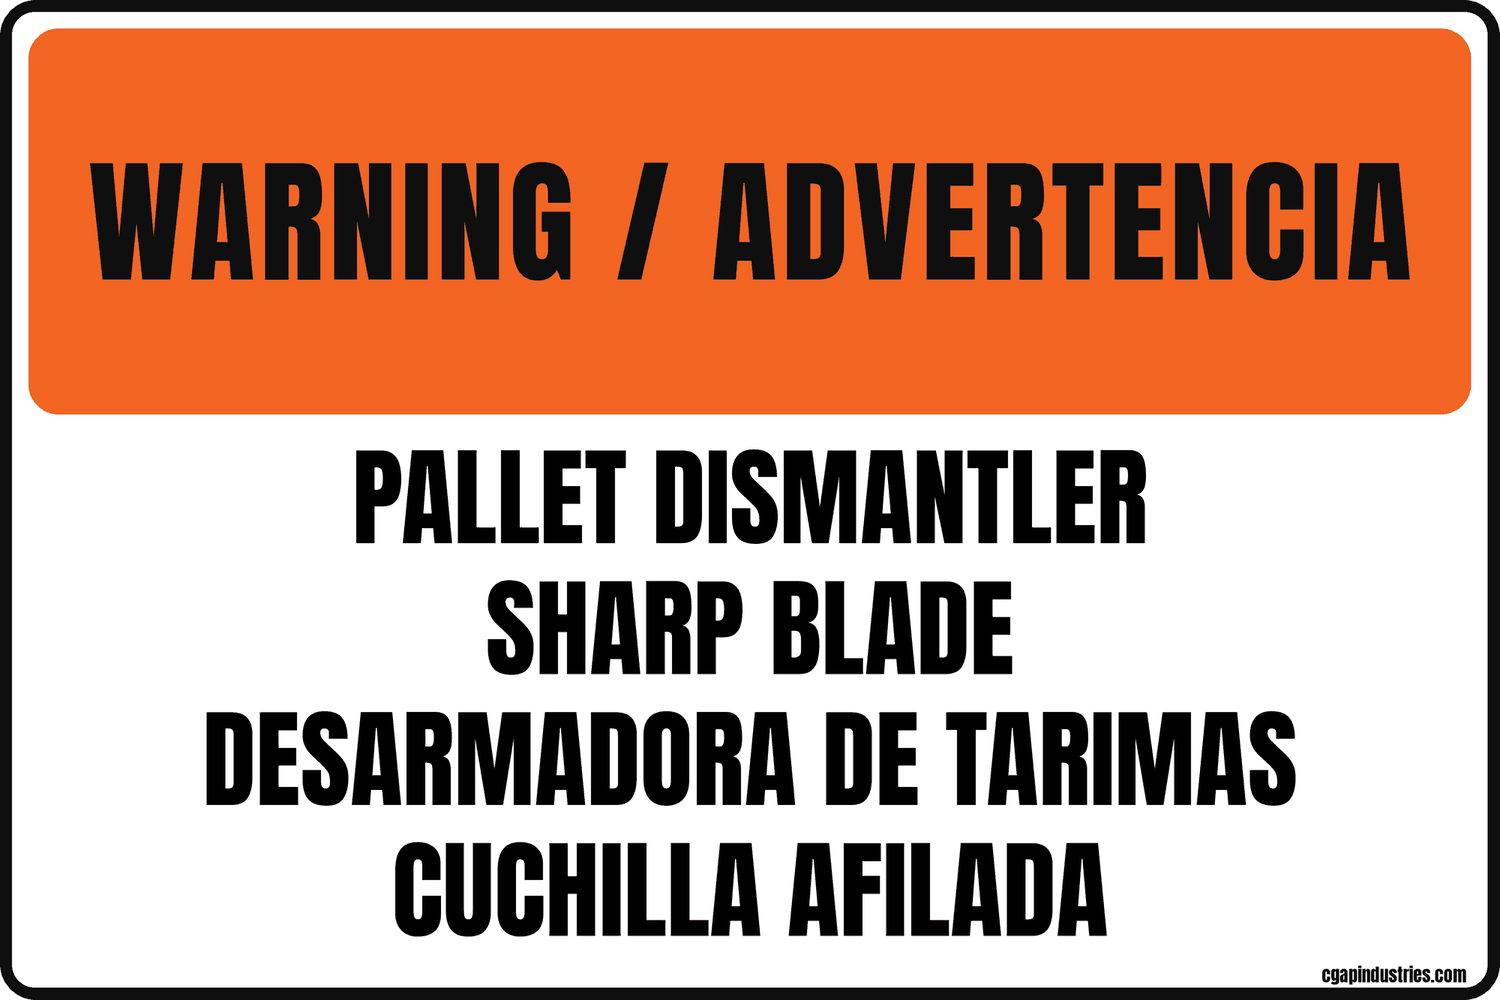 WARNING / ADVERTENCIA
PALLET DISMANTLER
SHARP BLADE
DESARMADORA DE TARIMAS
CUCHILLA AFILADA
cgapindustries.com